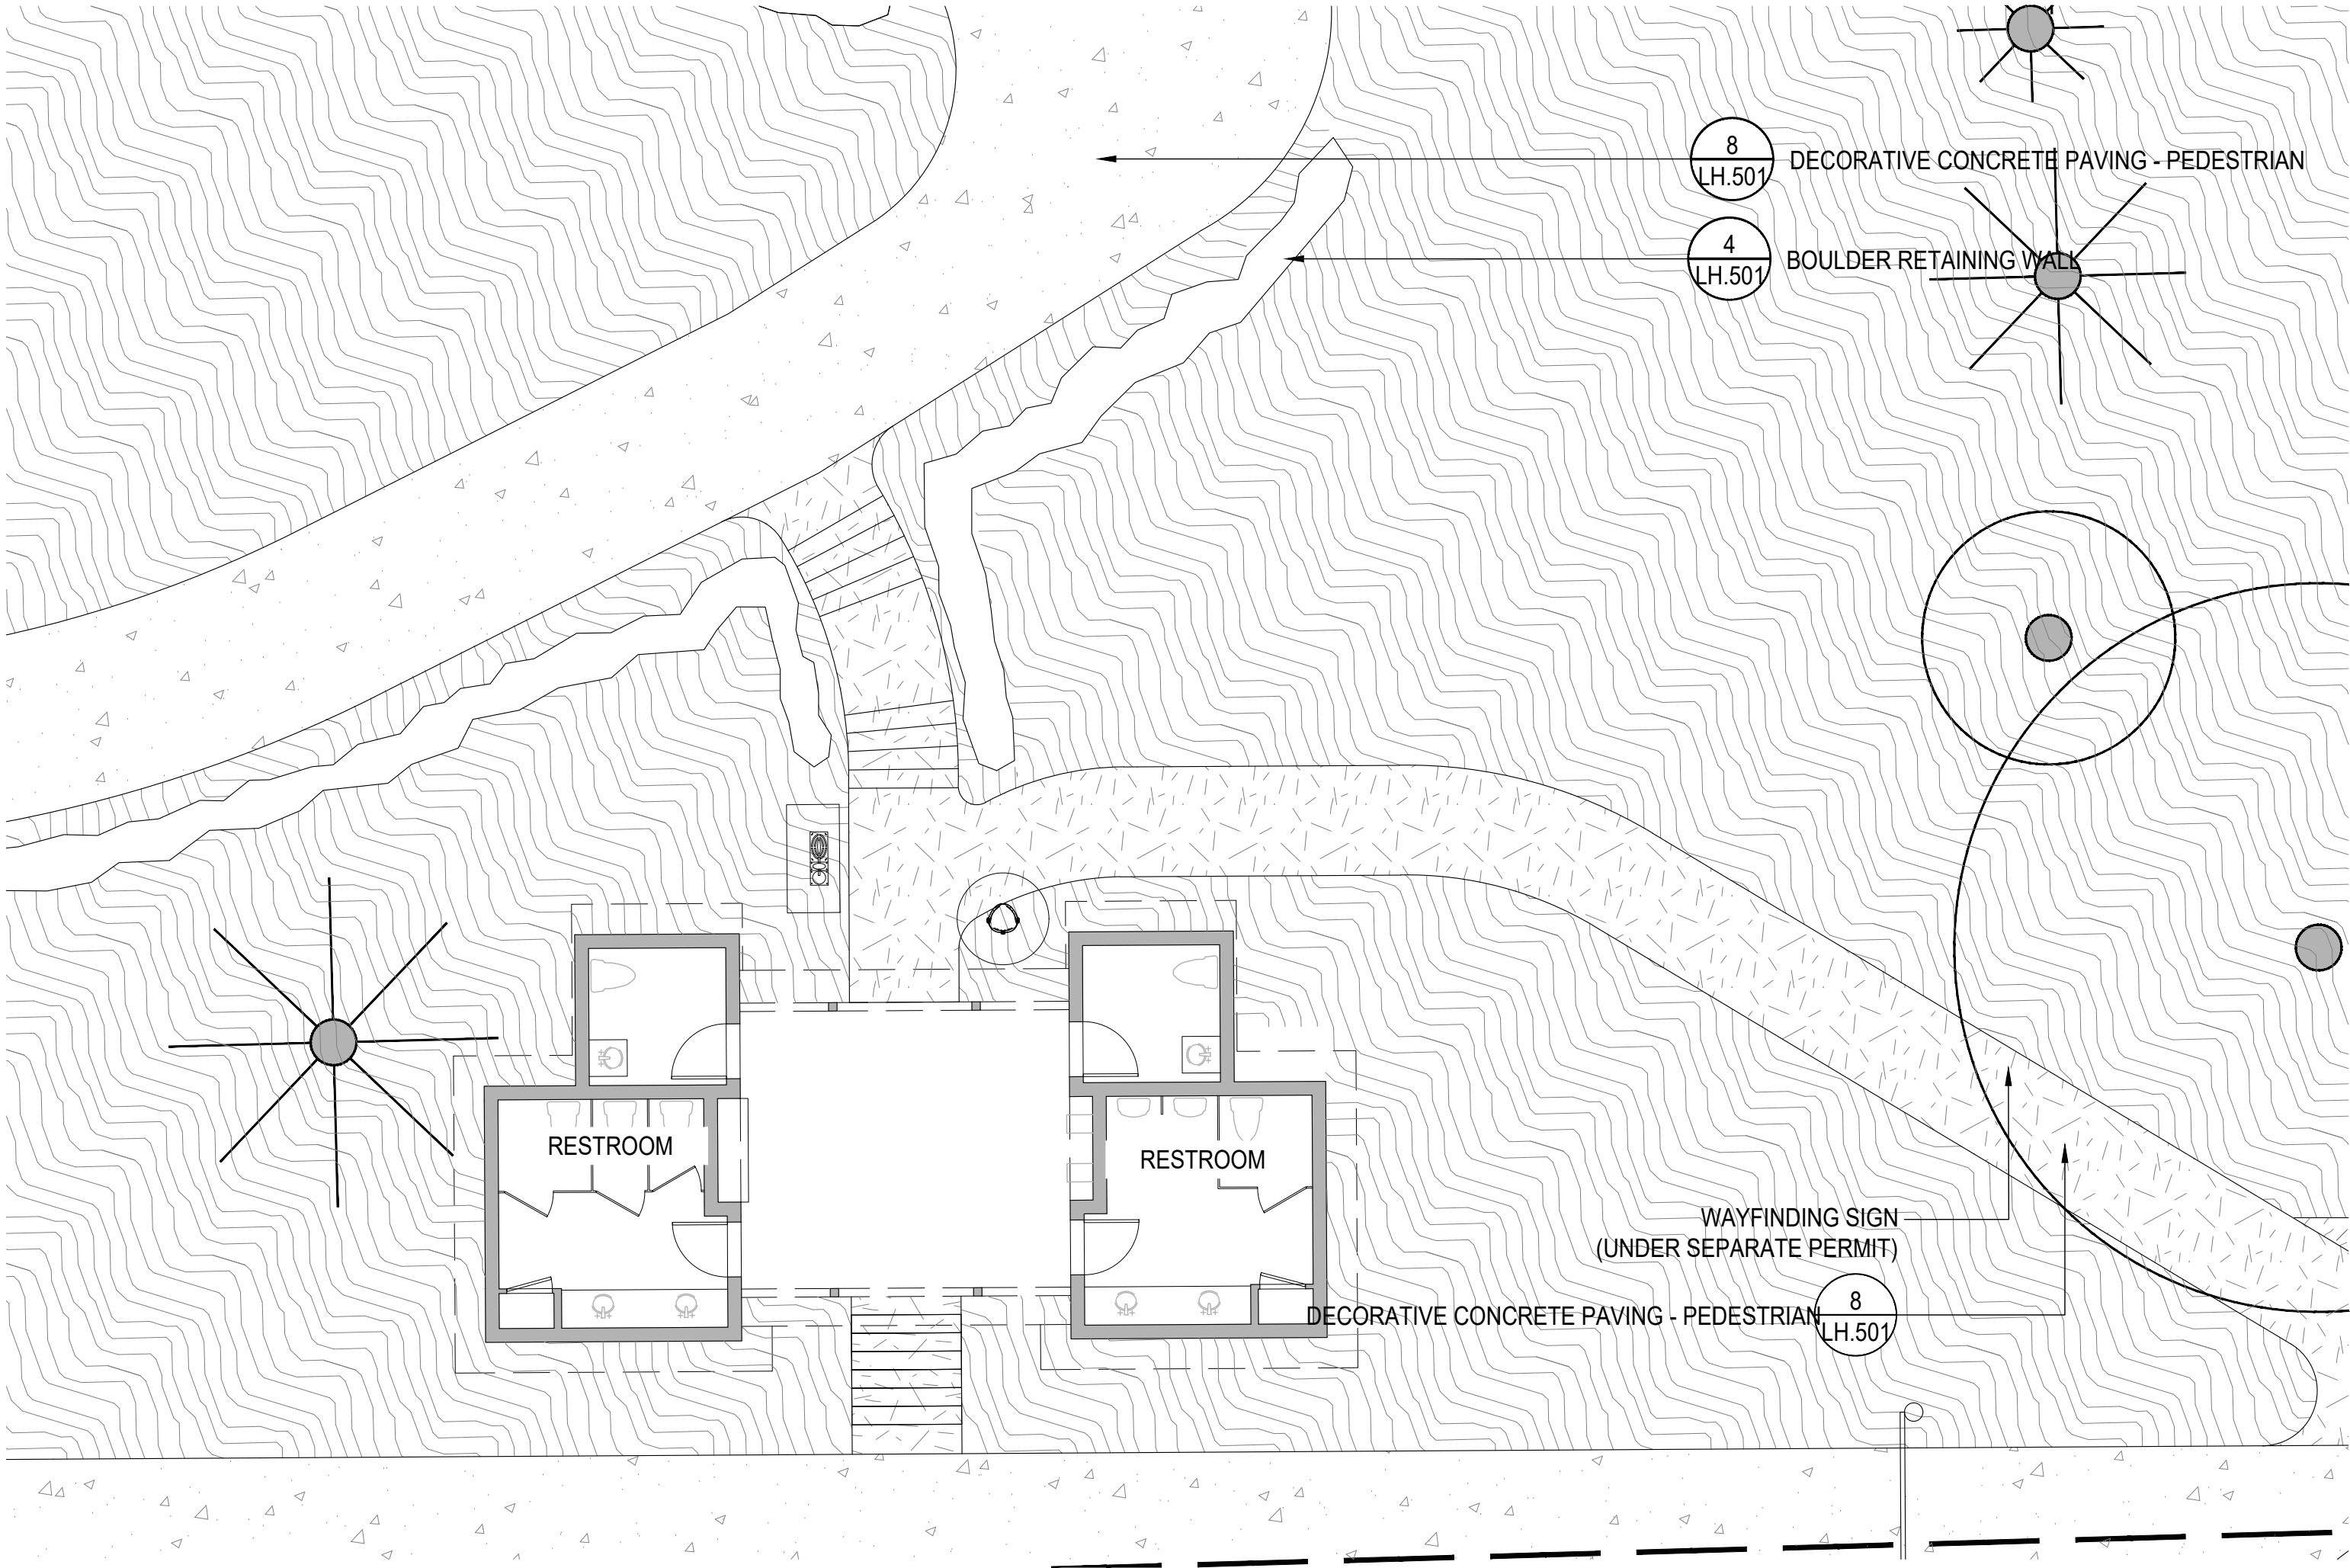 8
LH.501
DECORATIVE CONCRETE PAVING - PEDESTRIAN
4
LH.501
BOULDER RETAINING WALL
RESTROOM
RESTROOM
WAYFINDING SIGN
(UNDER SEPARATE PERMIT)
DECORATIVE CONCRETE PAVING - PEDESTRIAN
8
LH.501